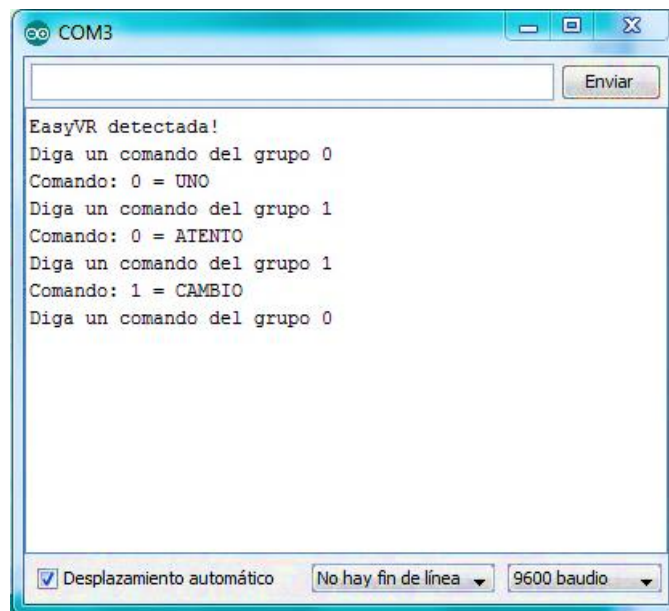 COM3
Enviar
EasyVR detectada!
Diga un comando del grupo 0
Comando: 0 = UNO
Diga un comando del grupo 1
Comando: 0 = ATENTO
Diga un comando del grupo 1
Comando: 1 = CAMBIO
Diga un comando del grupo 0
Desplazamiento automático No hay fin de línea 9600 baudio